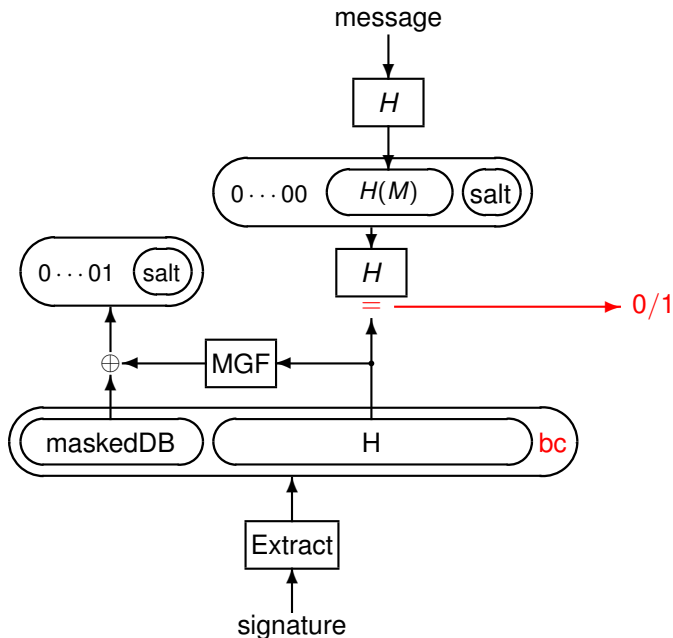 message
H
0···00 H(M) salt
0···01 salt
H
= 0/1
⊕ MGF
maskedDB H bc
Extract
signature